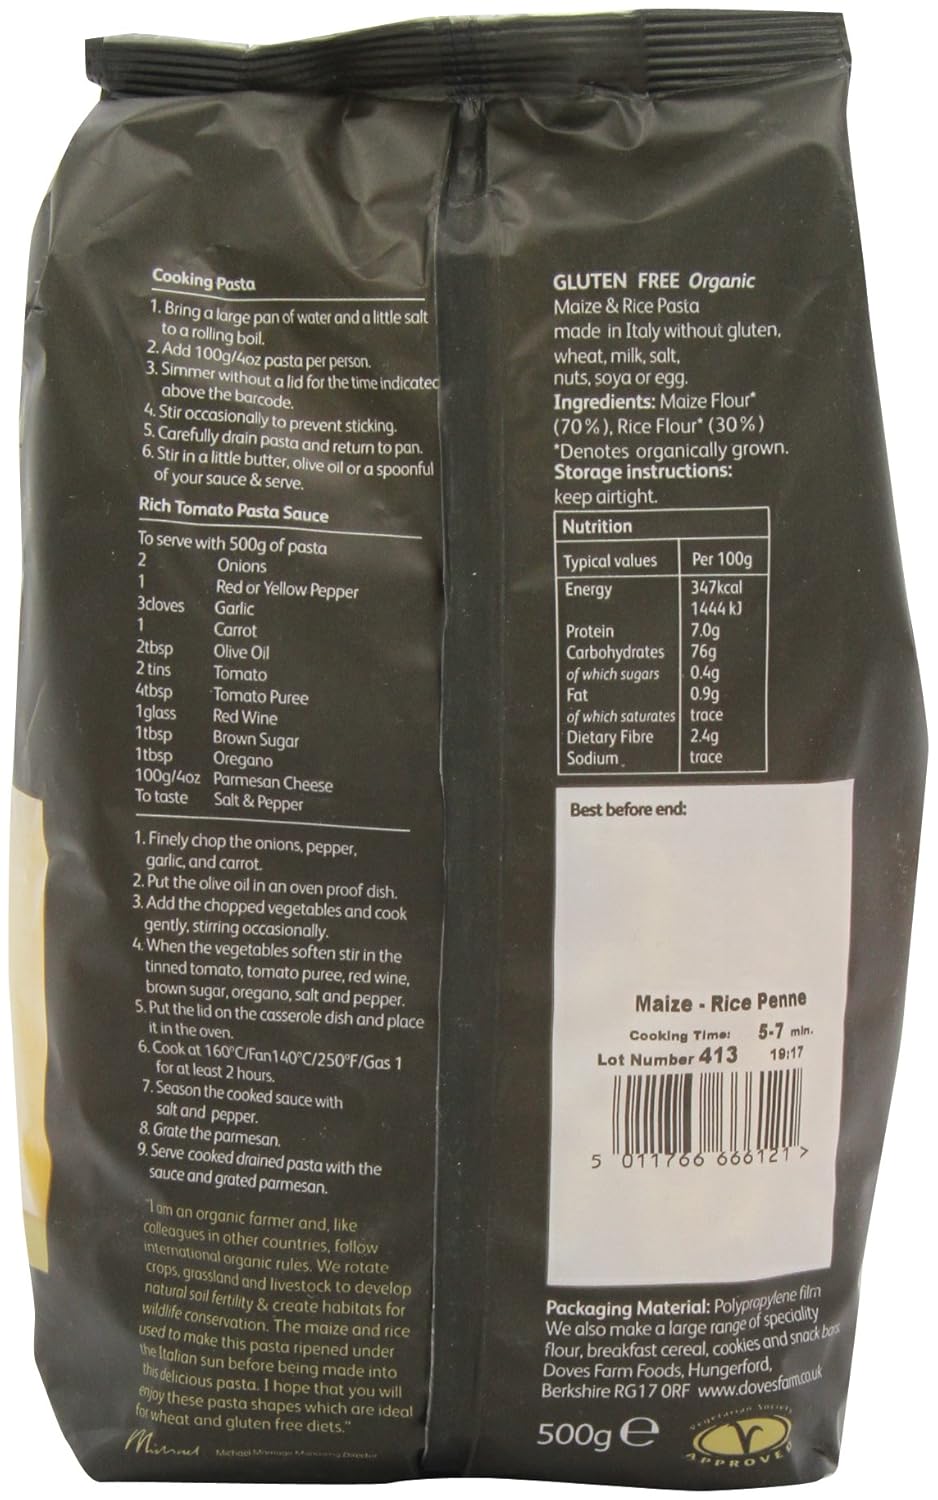 Cooking Pasta
1. Bring a large pan of water and a little salt
to a rolling boil.
2. Add 100g/4oz pasta per person.
3. Simmer without a lid for the time indicated
above the barcode.
4. Stir occasionally to prevent sticking.
5. Carefully drain pasta and return to pan.
6. Stir in a little butter, olive oil or a spoonful
of your sauce & serve.
Rich Tomato Pasta Sauce
To serve with 500g of pasta
2 Onions
1 Red or Yellow Pepper
3cloves Garlic
1 Carrot
2tbsp Olive Oil
2 tins Tomato
4tbsp Tomato Puree
1glass Red Wine
1tbsp Brown Sugar
1tbsp Oregano
100g/4oz Parmesan Cheese
To taste Salt & Pepper
1. Finely chop the onions, pepper,
garlic, and carrot.
2. Put the olive oil in an oven proof dish.
3. Add the chopped vegetables and cook
gently, stirring occasionally.
4. When the vegetables soften stir in the
tinned tomato, tomato puree, red wine,
brown sugar, oregano, salt and pepper.
5. Put the lid on the casserole dish and place
it in the oven.
6. Cook at 160°C/Fan140°C/250°F/Gas 1
for at least 2 hours.
7. Season the cooked sauce with
salt and pepper.
8. Grate the parmesan.
9. Serve cooked drained pasta with the
sauce and grated parmesan.
"I am an organic farmer and, like
colleagues in other countries, follow
international organic rules. We rotate
crops, grassland and livestock to develop
natural soil fertility & create habitats for
wildlife conservation. The maize and rice
used to make this pasta ripened under
the Italian sun before being made into
this delicious pasta. I hope that you will
enjoy these pasta shapes which are ideal
for wheat and gluten free diets."
Michael Michael Marriage Managing Director
GLUTEN FREE Organic
Maize & Rice Pasta
made in Italy without gluten,
wheat, milk, salt,
nuts, soya or egg.
Ingredients: Maize Flour*
(70%), Rice Flour* (30%)
*Denotes organically grown.
Storage instructions:
keep airtight.
Nutrition
Typical values Per 100g
Energy 347kcal
1444 kJ
Protein 7.0g
Carbohydrates 76g
of which sugars 0.4g
Fat 0.9g
of which saturates trace
Dietary Fibre 2.4g
Sodium trace
Best before end:
Maize - Rice Penne
Cooking Time: 5-7 min.
Lot Number 413 19:17
5 011766 666121 >
Packaging Material: Polypropylene film
We also make a large range of speciality
flour, breakfast cereal, cookies and snack bars
Doves Farm Foods, Hungerford,
Berkshire RG17 0RF www.dovesfarm.co.uk
500g ℮
Vegetarian Society
V
APPROVED